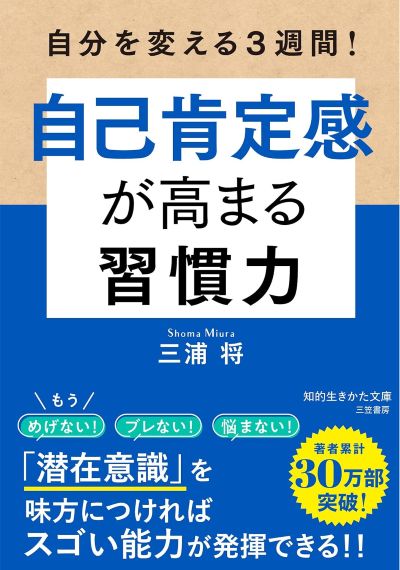 自分を変える3週間!
自己肯定感
が高まる
習慣力
Shoma Miura
三浦 将
もう
めげない! ブレない! 悩まない!
「潜在意識」を
味方につければ
スゴい能力が発揮できる!!
知的生きかた文庫
三笠書房
著者累計
30万部
突破!